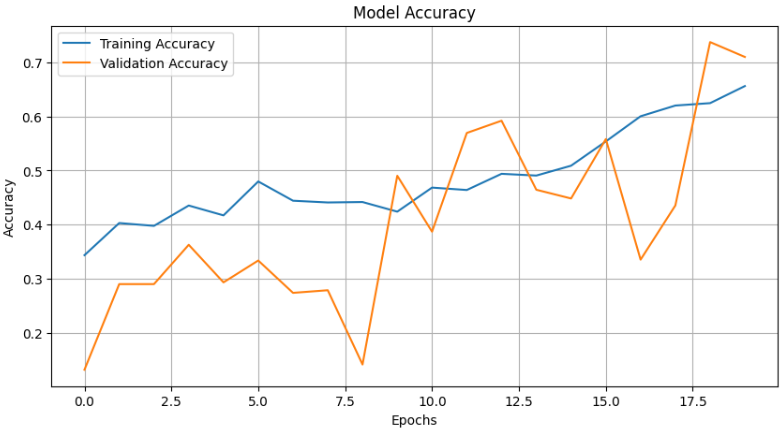 Model Accuracy
Training Accuracy
Validation Accuracy
Accuracy
0.7
0.6
0.5
0.4
0.3
0.2
0.0 2.5 5.0 7.5 10.0 12.5 15.0 17.5
Epochs